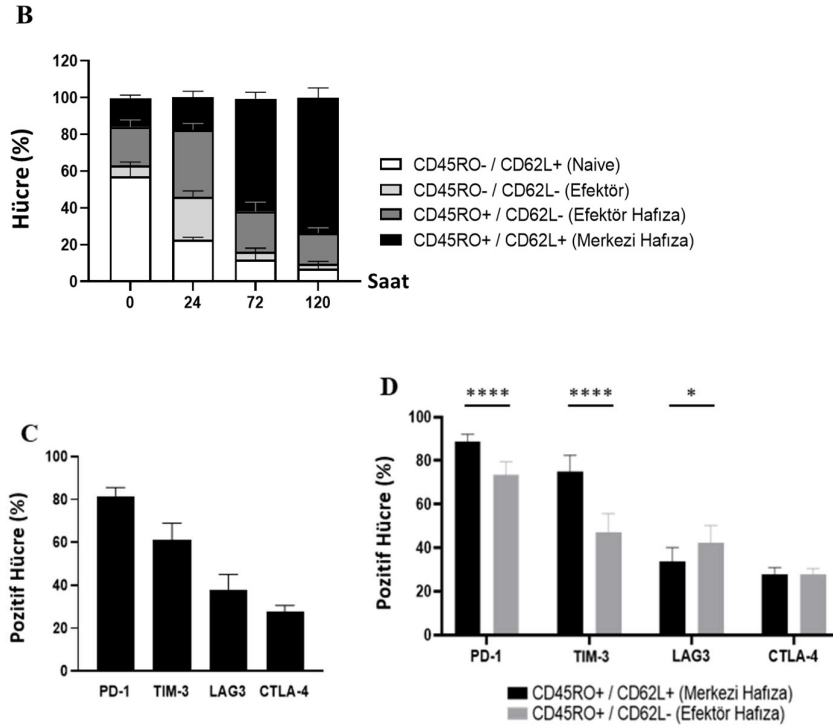 B
Hücre (%)
120
100
80
60
40
20
0
0 24 72 120
Saat
CD45RO- / CD62L+ (Naive)
CD45RO- / CD62L- (Efektör)
CD45RO+ / CD62L- (Efektör Hafıza)
CD45RO+ / CD62L+ (Merkezi Hafıza)
C
Pozitif Hücre (%)
100
80
60
40
20
0
PD-1 TIM-3 LAG3 CTLA-4
D
**** **** *
Pozitif Hücre (%)
100
80
60
40
20
0
PD-1 TIM-3 LAG3 CTLA-4
CD45RO+ / CD62L+ (Merkezi Hafıza)
CD45RO+ / CD62L- (Efektör Hafıza)